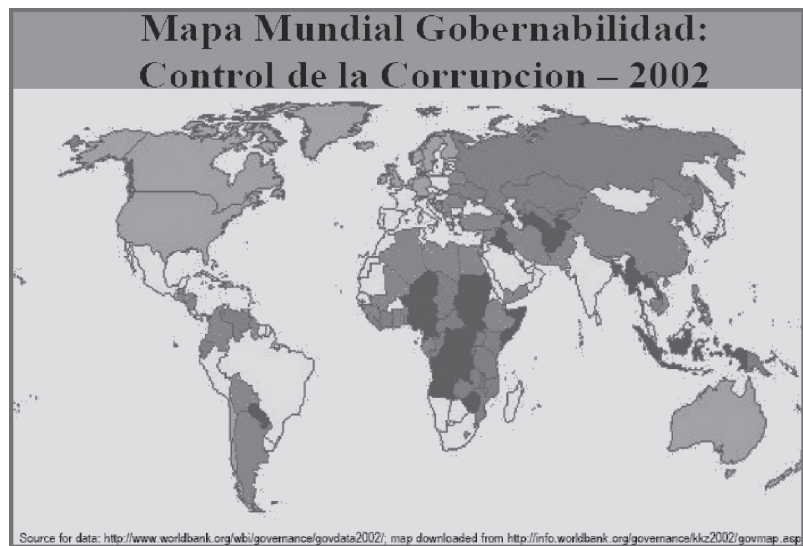 Mapa Mundial Gobernabilidad:
Control de la Corrupcion – 2002
Source for data: http://www.worldbank.org/wbi/governance/govdata2002/; map downloaded from http://info.worldbank.org/governance/kkz2002/govmap.asp